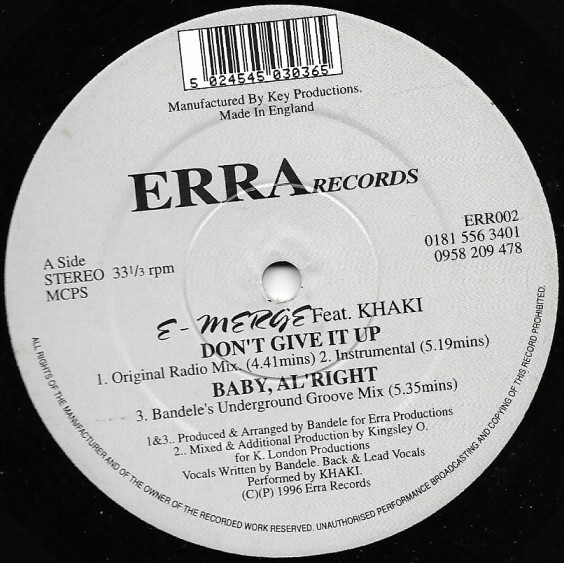 5 024545 030365
Manufactured By Key Productions.
Made In England
ERRA RECORDS
ERR002
0181 556 3401
0958 209 478
A Side
STEREO 33 1/3 rpm
MCPS
E-MERGE Feat. KHAKI
DON'T GIVE IT UP
1. Original Radio Mix. (4.41mins) 2. Instrumental (5.19mins)
BABY, AL'RIGHT
3. Bandele's Underground Groove Mix (5.35mins)
1&3.. Produced & Arranged by Bandele for Erra Productions
2.. Mixed & Additional Production by Kingsley O.
for K. London Productions
Vocals Written by Bandele. Back & Lead Vocals
Performed by KHAKI.
(C)(P) 1996 Erra Records
ALL RIGHTS OF THE MANUFACTURER AND OF THE OWNER OF THE RECORDED WORK RESERVED. UNAUTHORISED PERFORMANCE BROADCASTING AND COPYING OF THIS RECORD PROHIBITED.